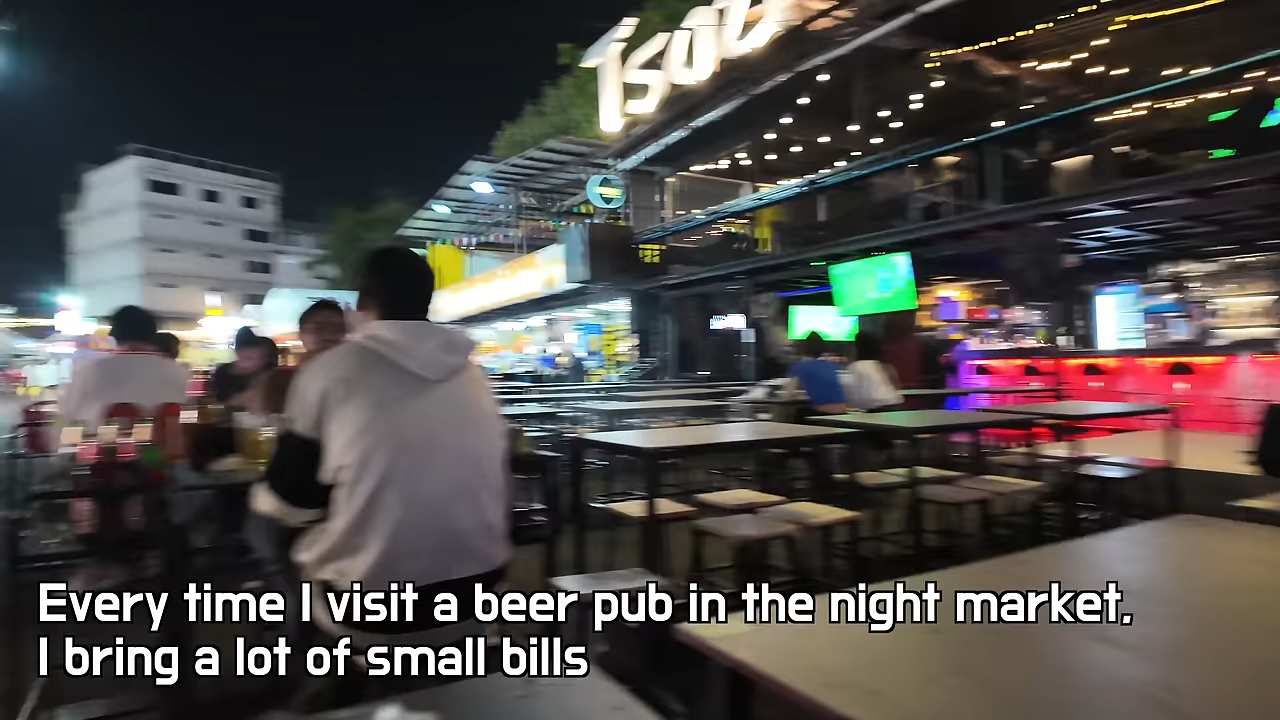 Every time I visit a beer pub in the night market,
I bring a lot of small bills